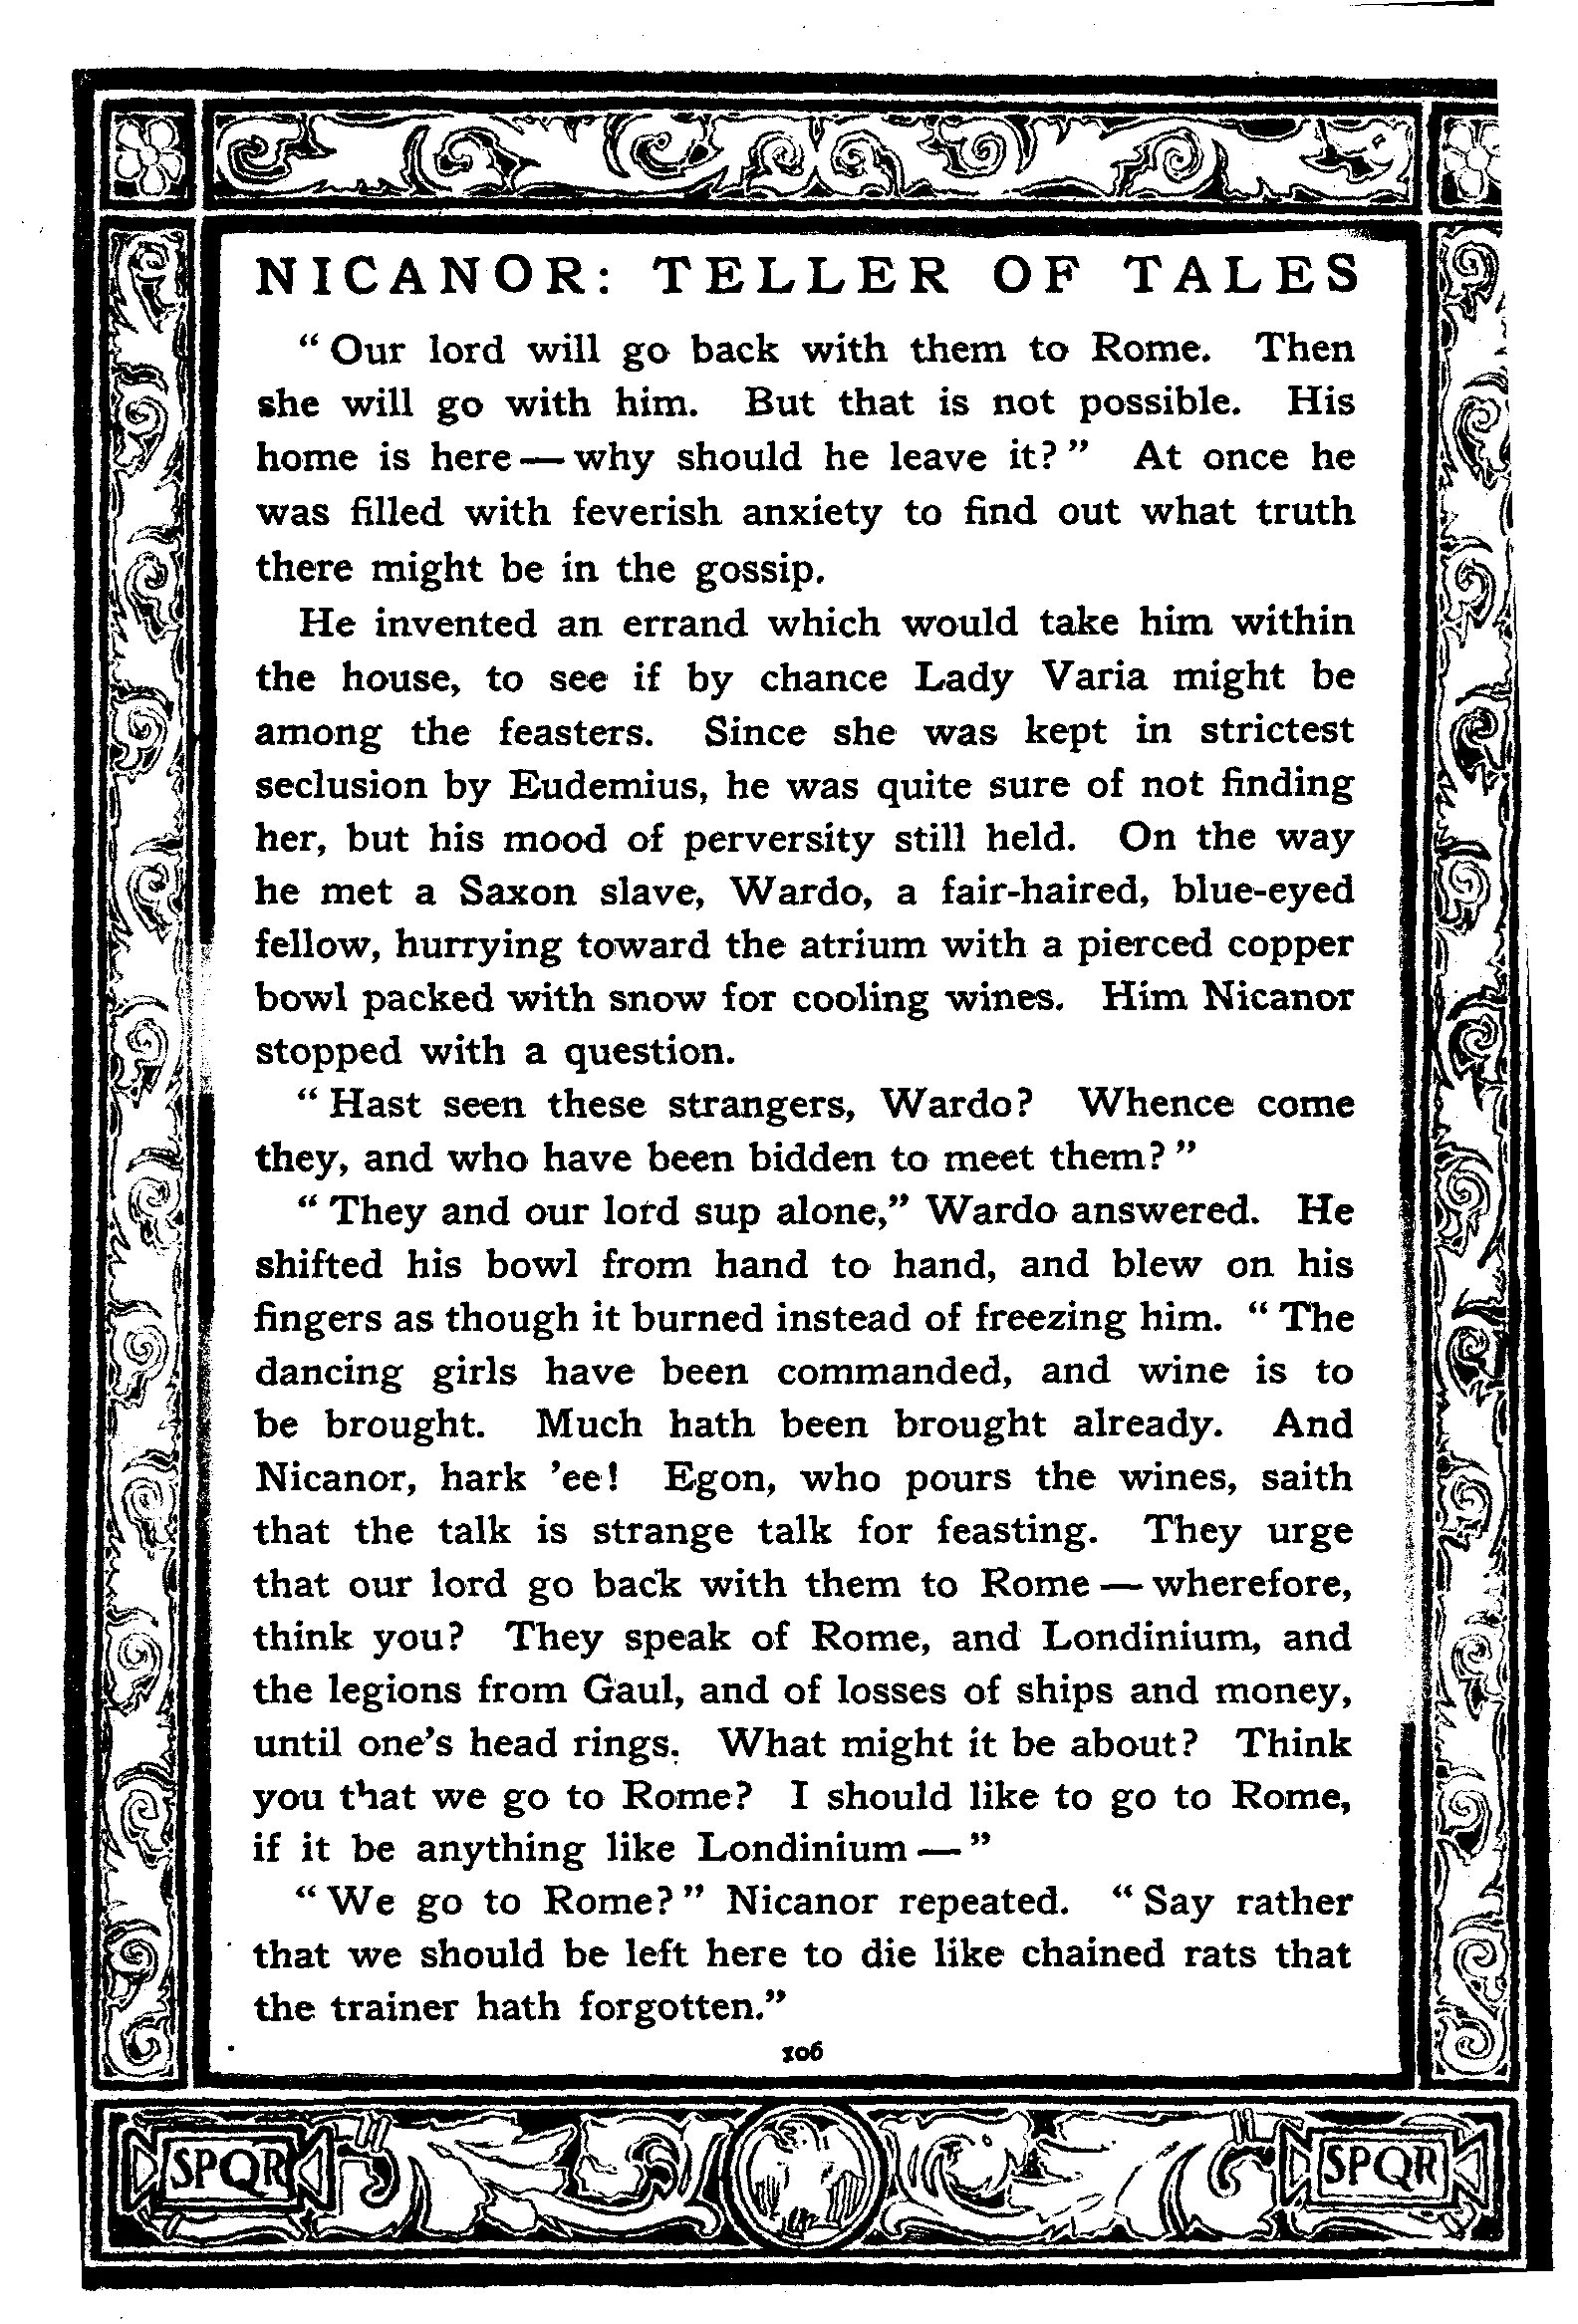 NICANOR: TELLER OF TALES
“Our lord will go back with them to Rome. Then
she will go with him. But that is not possible. His
home is here—why should he leave it?” At once he
was filled with feverish anxiety to find out what truth
there might be in the gossip.
He invented an errand which would take him within
the house, to see if by chance Lady Varia might be
among the feasters. Since she was kept in strictest
seclusion by Eudemius, he was quite sure of not finding
her, but his mood of perversity still held. On the way
he met a Saxon slave, Wardo, a fair-haired, blue-eyed
fellow, hurrying toward the atrium with a pierced copper
bowl packed with snow for cooling wines. Him Nicanor
stopped with a question.
“Hast seen these strangers, Wardo? Whence come
they, and who have been bidden to meet them?”
“They and our lord sup alone,” Wardo answered. He
shifted his bowl from hand to hand, and blew on his
fingers as though it burned instead of freezing him. “The
dancing girls have been commanded, and wine is to
be brought. Much hath been brought already. And
Nicanor, hark ’ee! Egon, who pours the wines, saith
that the talk is strange talk for feasting. They urge
that our lord go back with them to Rome—wherefore,
think you? They speak of Rome, and Londinium, and
the legions from Gaul, and of losses of ships and money,
until one’s head rings. What might it be about? Think
you that we go to Rome? I should like to go to Rome,
if it be anything like Londinium—”
“We go to Rome?” Nicanor repeated. “Say rather
that we should be left here to die like chained rats that
the trainer hath forgotten.”
106
SPQR SPQR